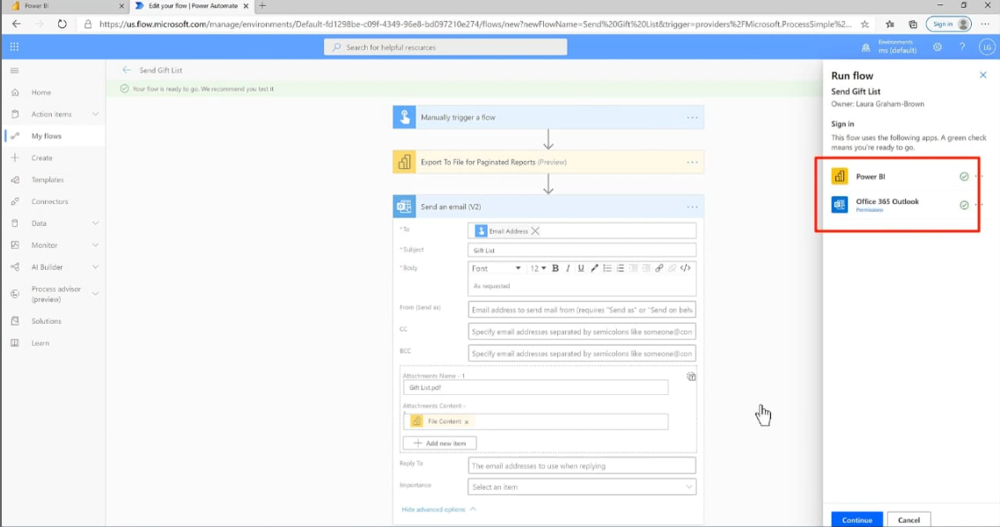 Power BI
Edit your flow | Power Automate
https://us.flow.microsoft.com/manage/environments/Default-fd1298be-c09f-4349-96e8-bd097210e274/flows/new?newFlowName=Send%20Gift%20List&trigger=providers%2FMicrosoft.ProcessSimple%2...
Sign in
Search for helpful resources
Environments
ms (default)
LG
Home
Action items
My flows
Create
Templates
Connectors
Data
Monitor
AI Builder
Process advisor
(preview)
Solutions
Learn
Send Gift List
Your flow is ready to go. We recommend you test it
Manually trigger a flow
Export To File for Paginated Reports (Preview)
Send an email (V2)
*To
Email Address
*Subject
Gift List
*Body
Font 12 B I U </>
As requested
From (Send as)
Email address to send mail from (requires "Send as" or "Send on beh
CC
Specify email addresses separated by semicolons like someone@con
BCC
Specify email addresses separated by semicolons like someone@con
Attachments Name - 1
Gift List.pdf
Attachments Content -
File Content x
Add new item
Reply To
The email addresses to use when replying
Importance
Select an item
Hide advanced options
Run flow
Send Gift List
Owner: Laura Graham-Brown
Sign in
This flow uses the following apps. A green check
means you're ready to go.
Power BI
Office 365 Outlook
Permissions
Continue
Cancel